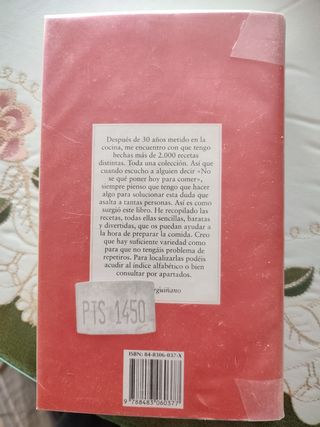 Después de 30 años metido en la
cocina, me encuentro con que tengo
hechas más de 2.000 recetas
distintas. Toda una colección. Así que
cuando escucho a alguien decir «No
se qué poner hoy para comer»,
siempre pienso que tengo que hacer
algo para solucionar esta duda que
asalta a tantas personas. Así es como
surgió este libro. He recopilado las
recetas, todas ellas sencillas, baratas
y divertidas, que os puedan ayudar a
la hora de preparar la comida. Creo
que hay suficiente variedad como
para que no tengáis problema de
repetiros. Para localizarlas podéis
acudir al índice alfabético o bien
consultar por apartados.
PTS 1450
ISBN: 84-8306-037-X
9 788483 060377